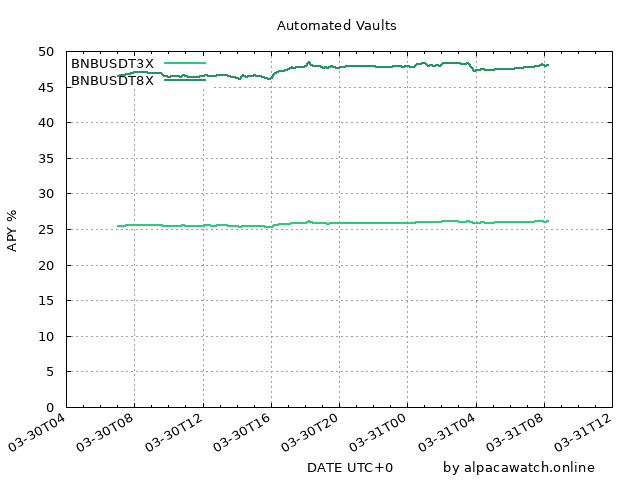 Automated Vaults
BNBUSDT3X
BNBUSDT8X
50
45
40
35
30
25
20
15
10
5
0
APY %
03-30T04
03-30T08
03-30T12
03-30T16
03-30T20
03-31T00
03-31T04
03-31T08
03-31T12
DATE UTC+0
by alpacawatch.online